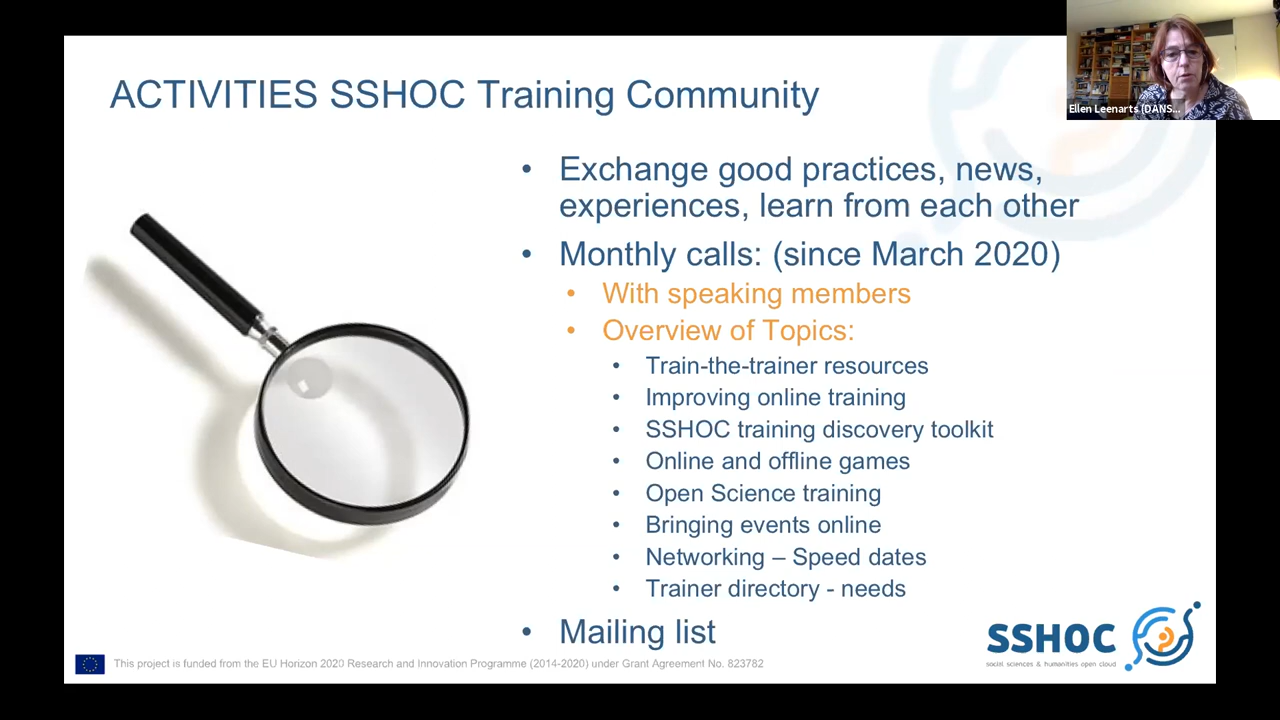 ACTIVITIES SSHOC Training Community
Ellen Leenarts (DANS...
• Exchange good practices, news,
experiences, learn from each other
• Monthly calls: (since March 2020)
• With speaking members
• Overview of Topics:
• Train-the-trainer resources
• Improving online training
• SSHOC training discovery toolkit
• Online and offline games
• Open Science training
• Bringing events online
• Networking – Speed dates
• Trainer directory - needs
• Mailing list
SSHOC
social sciences & humanities open cloud
This project is funded from the EU Horizon 2020 Research and Innovation Programme (2014-2020) under Grant Agreement No. 823782